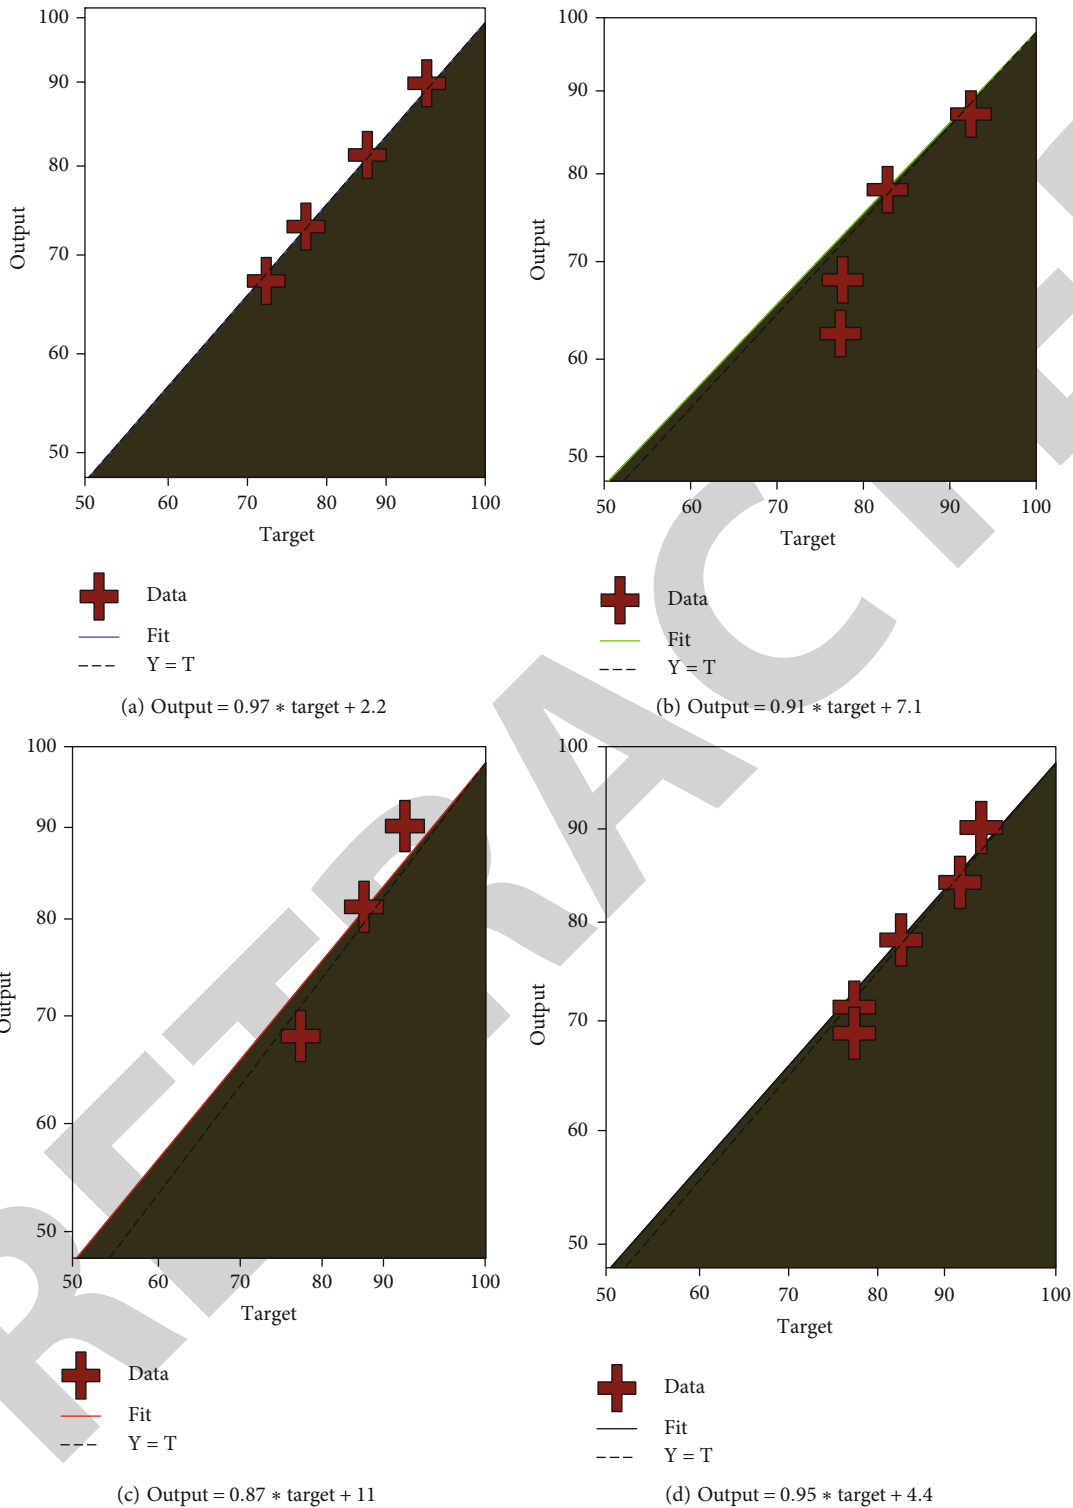 100
90
80
70
60
50
Output
50 60 70 80 90 100
Target
Data
Fit
Y = T
(a) Output = 0.97 * target + 2.2
100
90
80
70
60
50
Output
50 60 70 80 90 100
Target
Data
Fit
Y = T
(b) Output = 0.91 * target + 7.1
100
90
80
70
60
50
Output
50 60 70 80 90 100
Target
Data
Fit
Y = T
(c) Output = 0.87 * target + 11
100
90
80
70
60
50
Output
50 60 70 80 90 100
Target
Data
Fit
Y = T
(d) Output = 0.95 * target + 4.4